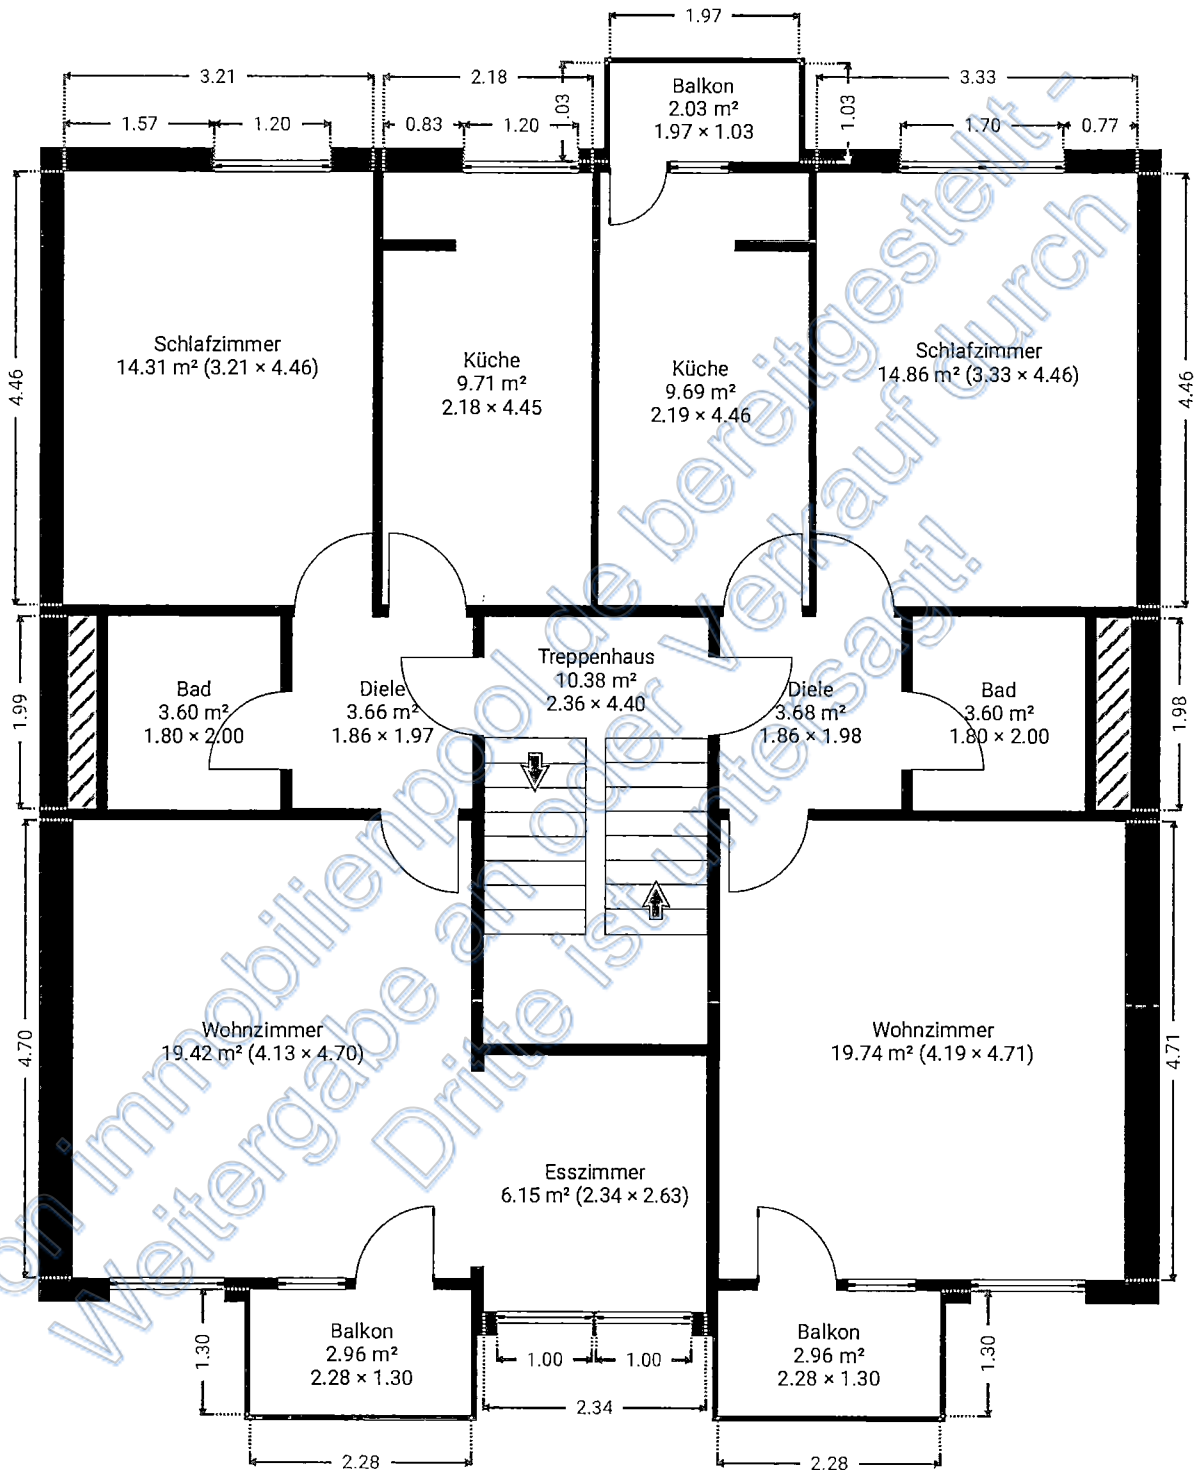 1.97
3.21
2.18
3.33
1.57
1.20
0.83
1.20
1.03
Balkon
2.03 m²
1.97 × 1.03
1.03
1.70
0.77
4.46
Schlafzimmer
14.31 m² (3.21 × 4.46)
Küche
9.71 m²
2.18 × 4.45
Küche
9.69 m²
2.19 × 4.46
Schlafzimmer
14.86 m² (3.33 × 4.46)
4.46
1.99
Bad
3.60 m²
1.80 × 2.00
Diele
3.66 m²
1.86 × 1.97
Treppenhaus
10.38 m²
2.36 × 4.40
Diele
3.68 m²
1.86 × 1.98
Bad
3.60 m²
1.80 × 2.00
1.98
4.70
Wohnzimmer
19.42 m² (4.13 × 4.70)
Wohnzimmer
19.74 m² (4.19 × 4.71)
4.71
Esszimmer
6.15 m² (2.34 × 2.63)
1.30
Balkon
2.96 m²
2.28 × 1.30
1.00
1.00
2.34
Balkon
2.96 m²
2.28 × 1.30
1.30
2.28
2.28
on immobilienpool.de bereitgestellt -
Weitergabe an oder Verkauf durch
Dritte ist untersagt!